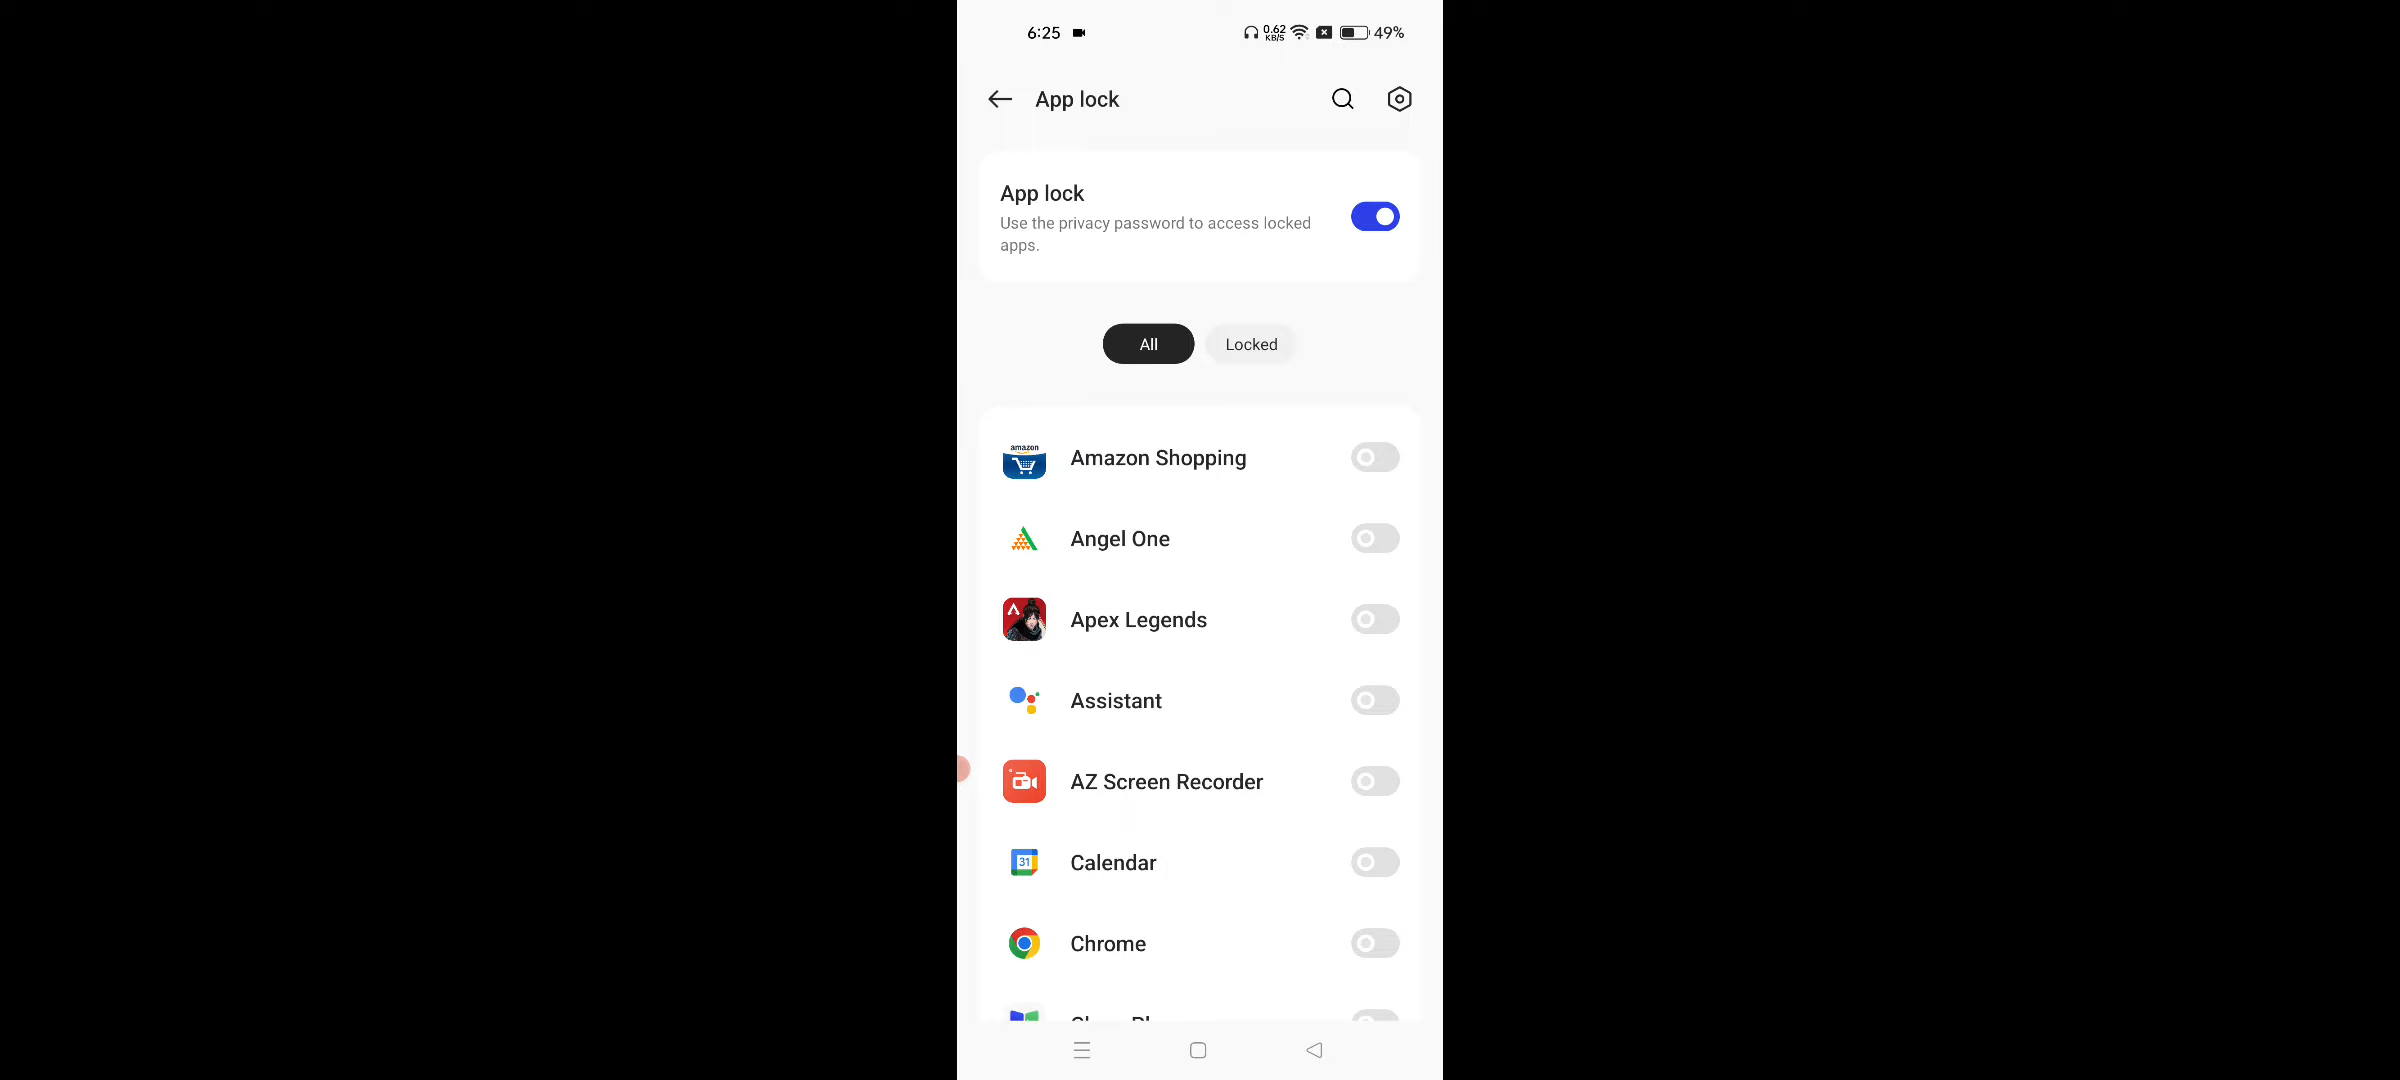 6:25
0.62
KB/S
49%
App lock
App lock
Use the privacy password to access locked
apps.
All
Locked
amazon
Amazon Shopping
Angel One
Apex Legends
Assistant
AZ Screen Recorder
31
Calendar
Chrome